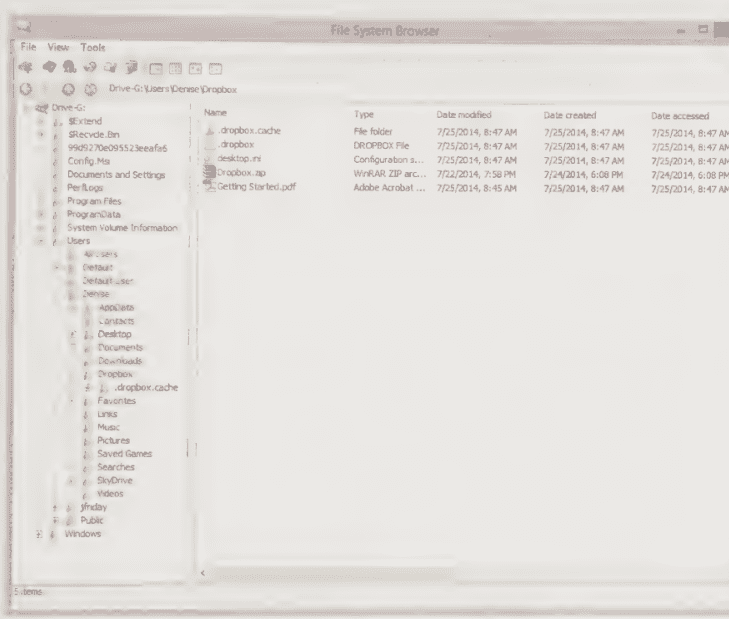 File System Browser
File View Tools
Drive-G:\Users\Denise\Dropbox
Drive-G:
$Extend
$Recycle.Bin
99d9270e095523eeafa6
Config.Msi
Documents and Settings
PerfLogs
Program Files
ProgramData
System Volume Information
Users
All Users
Default
Default User
Denise
AppData
Contacts
Desktop
Documents
Downloads
Dropbox
.dropbox.cache
Favorites
Links
Music
Pictures
Saved Games
Searches
SkyDrive
Videos
jfriday
Public
Windows
Name Type Date modified Date created Date accessed
.dropbox.cache File folder 7/25/2014, 8:47 AM 7/25/2014, 8:47 AM 7/25/2014, 8:47 AM
.dropbox DROPBOX File 7/25/2014, 8:47 AM 7/25/2014, 8:47 AM 7/25/2014, 8:47 AM
desktop.ini Configuration s... 7/25/2014, 8:47 AM 7/25/2014, 8:47 AM 7/25/2014, 8:47 AM
Dropbox.zip WinRAR ZIP arc... 7/22/2014, 7:58 PM 7/24/2014, 6:08 PM 7/24/2014, 6:08 PM
Getting Started.pdf Adobe Acrobat ... 7/25/2014, 8:45 AM 7/25/2014, 8:47 AM 7/25/2014, 8:47 AM
5 items